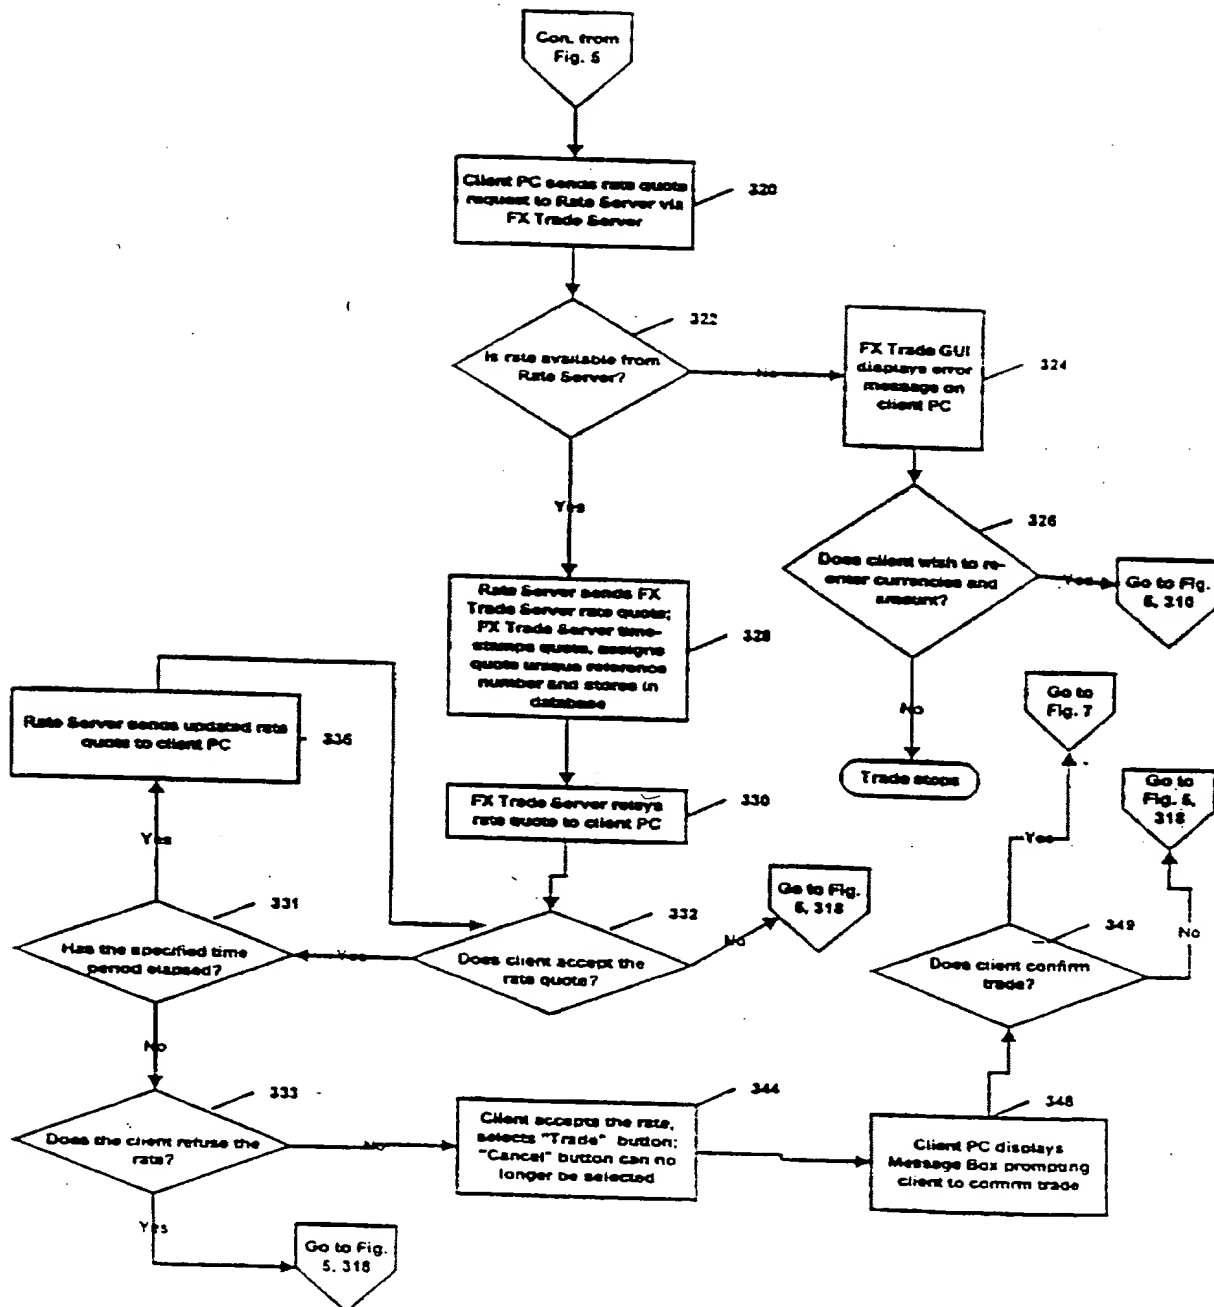 Con. from
Fig. 5
Client PC sends rate quote
request to Rate Server via
FX Trade Server
320
322
Is rate available from
Rate Server?
No
FX Trade GUI
displays error
message on
client PC
324
Yes
326
Does client wish to re-
enter currencies and
amount?
Yes
Go to Fig.
5, 310
Rate Server sends FX
Trade Server rate quote;
FX Trade Server time-
stamps quote, assigns
quote unique reference
number and stores in
database
328
No
Trade stops
Go to
Fig. 7
Rate Server sends updated rate
quote to client PC
336
FX Trade Server relays
rate quote to client PC
330
Go to
Fig. 5,
318
Yes
Yes
331
332
Go to Fig.
5, 318
349
No
Has the specified time
period elapsed?
Yes
Does client accept the
rate quote?
No
Does client confirm
trade?
No
333
344
348
Does the client refuse the
rate?
No
Client accepts the rate,
selects "Trade" button;
"Cancel" button can no
longer be selected
Client PC displays
Message Box prompting
client to confirm trade
Yes
Go to Fig.
5, 318